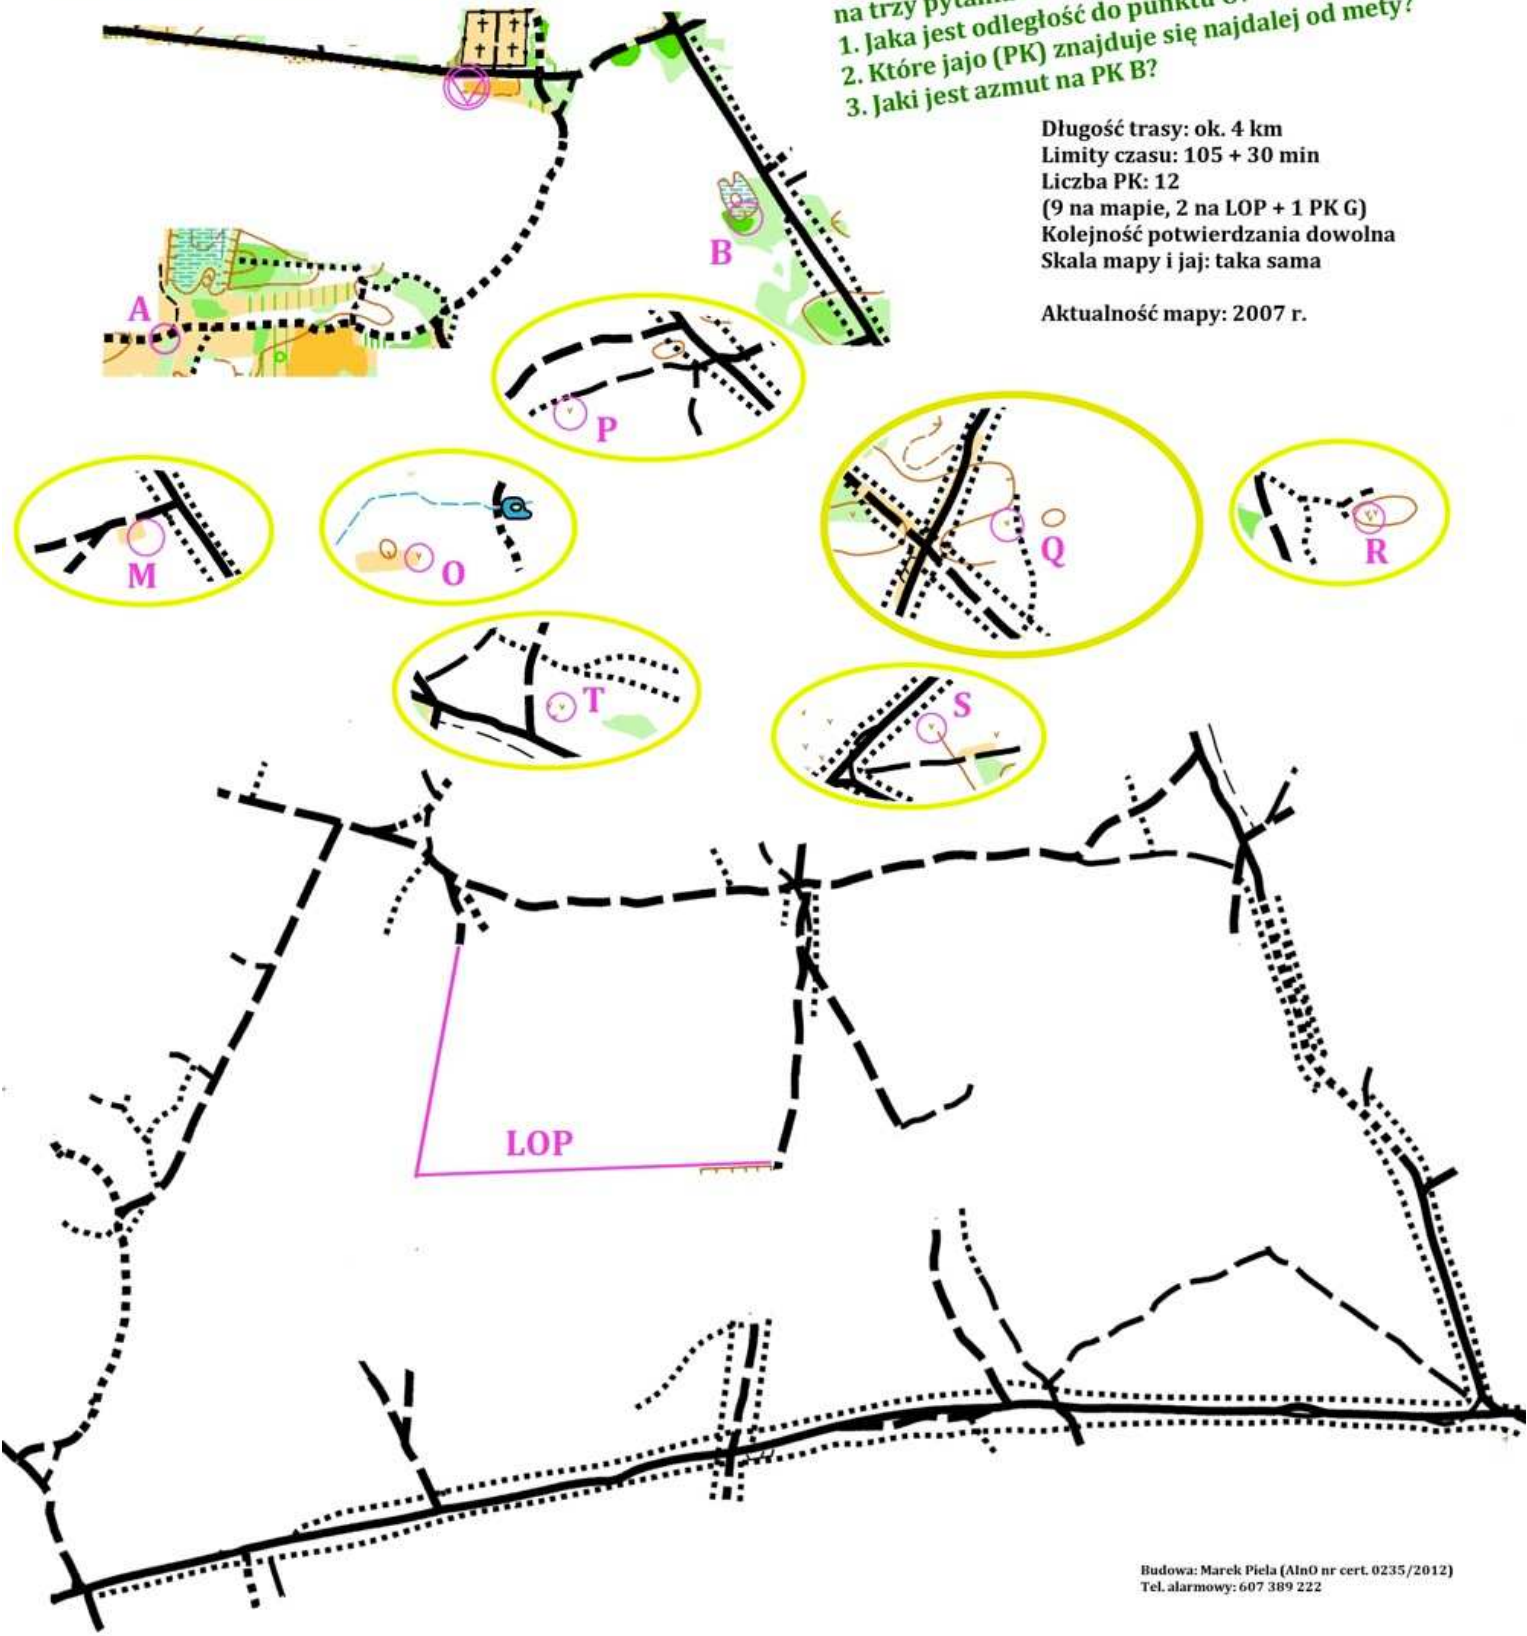 na trzy
1. Jaka jest odległość do punktu
2. Które jajo (PK) znajduje się najdalej od mety?
3. Jaki jest azmut na PK B?
Długość trasy: ok. 4 km
Limity czasu: 105 + 30 min
Liczba PK: 12
(9 na mapie, 2 na LOP + 1 PK G)
Kolejność potwierdzania dowolna
Skala mapy i jaj: taka sama
Aktualność mapy: 2007 r.
B
A
P
M
O
Q
R
T
S
LOP
Budowa: Marek Piela (AInO nr cert. 0235/2012)
Tel. alarmowy: 607 389 222